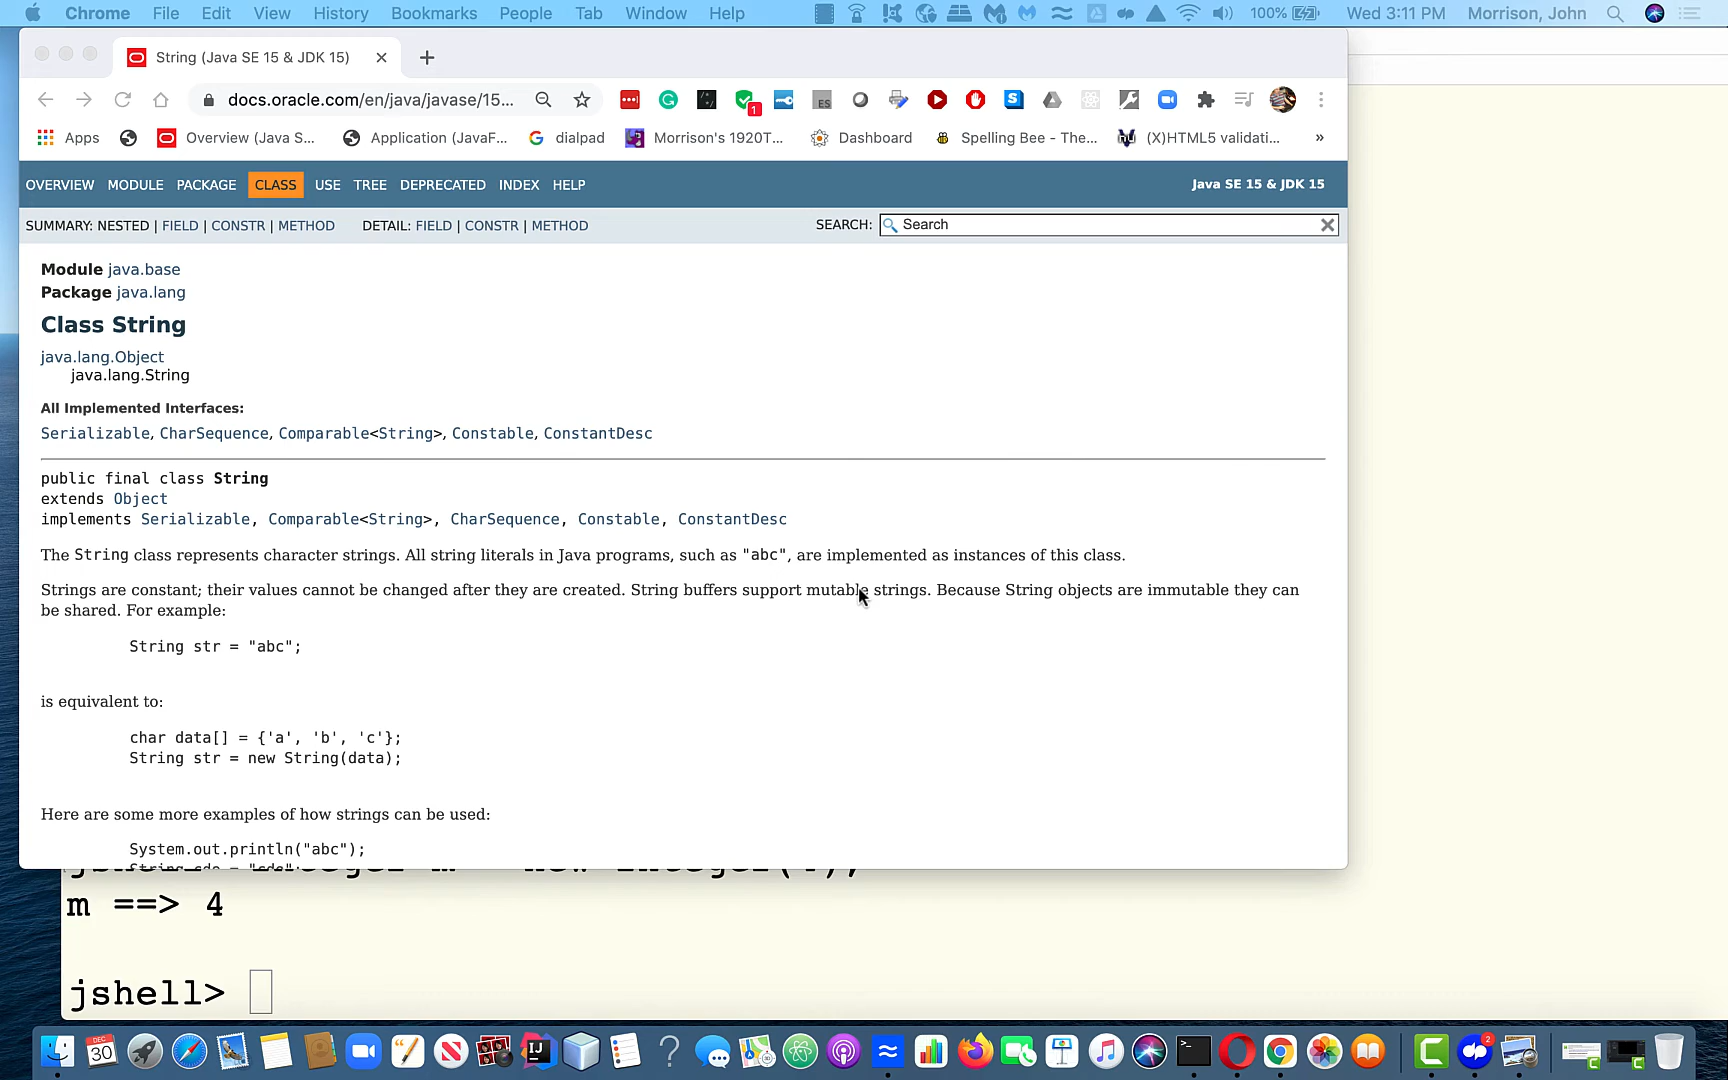 Chrome File Edit View History Bookmarks People Tab Window Help 100% Wed 3:11 PM Morrison, John
String (Java SE 15 & JDK 15)
docs.oracle.com/en/java/javase/15... ES 1
Apps Overview (Java S... Application (JavaF... dialpad Morrison's 1920T... Dashboard Spelling Bee - The... (X)HTML5 validati... »
OVERVIEW MODULE PACKAGE CLASS USE TREE DEPRECATED INDEX HELP Java SE 15 & JDK 15
SUMMARY: NESTED | FIELD | CONSTR | METHOD DETAIL: FIELD | CONSTR | METHOD SEARCH: Search
Module java.base
Package java.lang
Class String
java.lang.Object
java.lang.String
All Implemented Interfaces:
Serializable, CharSequence, Comparable<String>, Constable, ConstantDesc
public final class String
extends Object
implements Serializable, Comparable<String>, CharSequence, Constable, ConstantDesc
The String class represents character strings. All string literals in Java programs, such as "abc", are implemented as instances of this class.
Strings are constant; their values cannot be changed after they are created. String buffers support mutable strings. Because String objects are immutable they can
be shared. For example:
String str = "abc";
is equivalent to:
char data[] = {'a', 'b', 'c'};
String str = new String(data);
Here are some more examples of how strings can be used:
System.out.println("abc");
String cde = "cde";
m ==> 4
jshell>
DEC
30
2